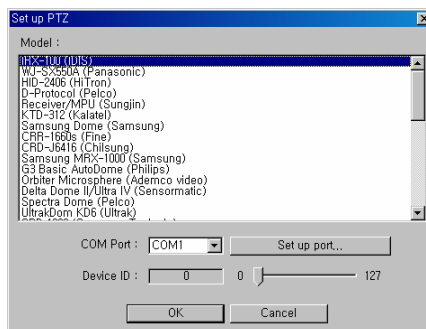 Set up PTZ
Model :
iRX-100 (IDIS)
WJ-SX550A (Panasonic)
HID-2406 (HiTron)
D-Protocol (Pelco)
Receiver/MPU (Sungjin)
KTD-312 (Kalatel)
Samsung Dome (Samsung)
CRR-1660s (Fine)
CRD-J6416 (Chilsung)
Samsung MRX-1000 (Samsung)
G3 Basic AutoDome (Philips)
Orbiter Microsphere (Ademco video)
Delta Dome II/Ultra IV (Sensormatic)
Spectra Dome (Pelco)
UltrakDom KD6 (Ultrak)
COM Port : COM1 Set up port,,,
Device ID : 0 0 127
OK Cancel